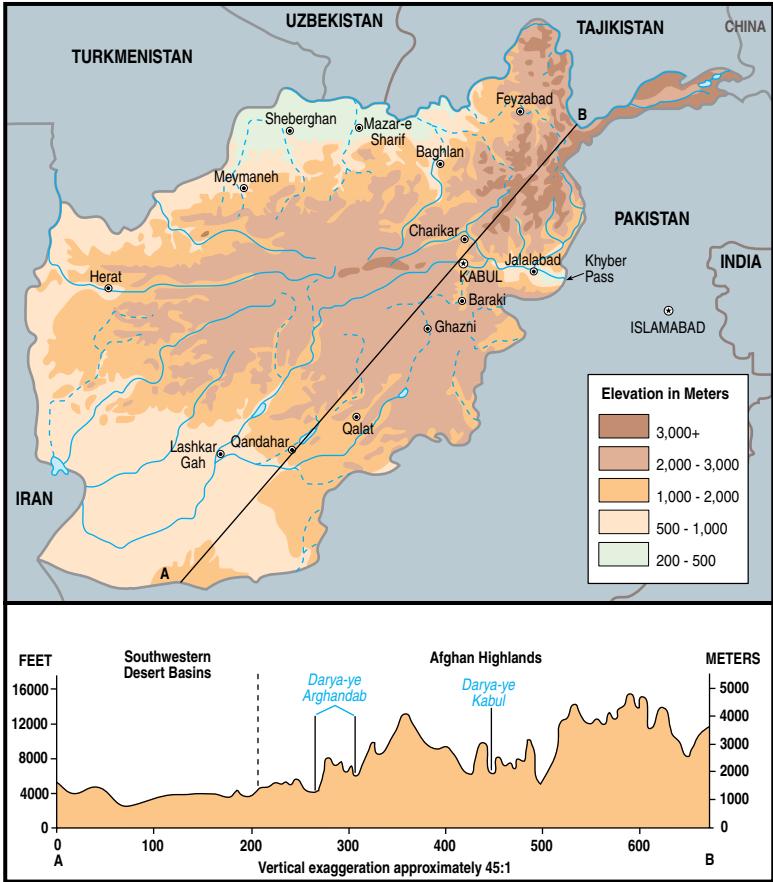 UZBEKISTAN
TAJIKISTAN
CHINA
TURKMENISTAN
Feyzabad
B
Sheberghan
Mazar-e
Sharif
Baghlan
Meymaneh
PAKISTAN
Charikar
Jalalabad
Khyber
Pass
INDIA
Herat
KABUL
Baraki
ISLAMABAD
Ghazni
Elevation in Meters
3,000+
2,000 - 3,000
1,000 - 2,000
500 - 1,000
200 - 500
Qalat
Lashkar
Gah
Qandahar
IRAN
A
FEET
Southwestern
Desert Basins
Afghan Highlands
METERS
Darya-ye
Arghandab
Darya-ye
Kabul
16000
12000
8000
4000
0
5000
4000
3000
2000
1000
0
0 100 200 300 400 500 600
A
B
Vertical exaggeration approximately 45:1